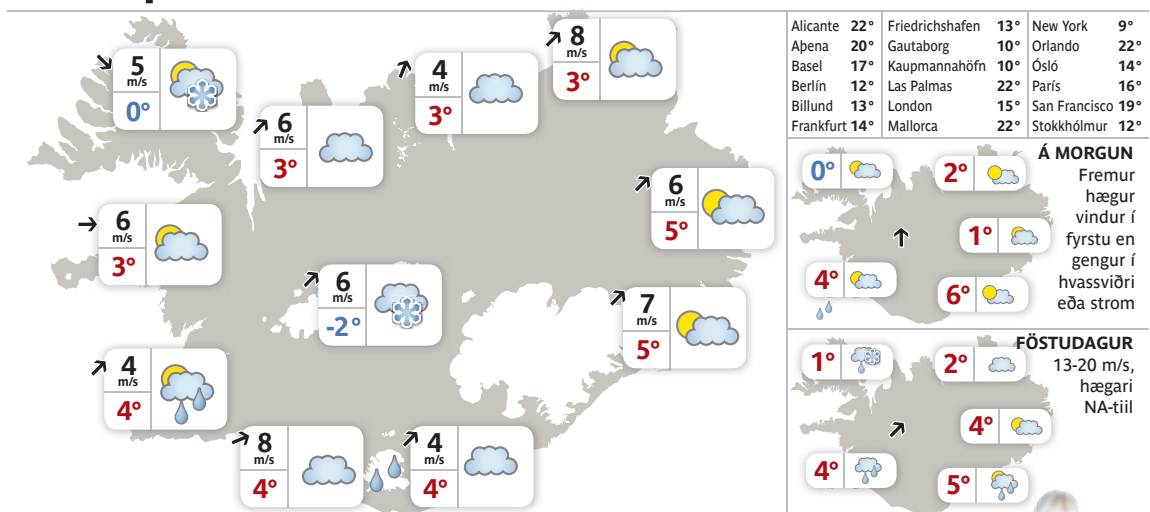 5
m/s
0°
6
m/s
3°
4
m/s
3°
8
m/s
3°
6
m/s
5°
6
m/s
3°
6
m/s
-2°
7
m/s
5°
4
m/s
4°
8
m/s
4°
4
m/s
4°
Alicante 22°
Aþena 20°
Basel 17°
Berlín 12°
Billund 13°
Frankfurt 14°
Friedrichshafen 13°
Gautaborg 10°
Kaupmannahöfn 10°
Las Palmas 22°
London 15°
Mallorca 22°
New York 9°
Orlando 22°
Ósló 14°
París 16°
San Francisco 19°
Stokkhólmur 12°
Á MORGUN
Fremur
hægur
vindur í
fyrstu en
gengur í
hvassviðri
eða strom
0°
2°
1°
4°
6°
FÖSTUDAGUR
13-20 m/s,
hægari
NA-tiil
1°
2°
4°
4°
5°